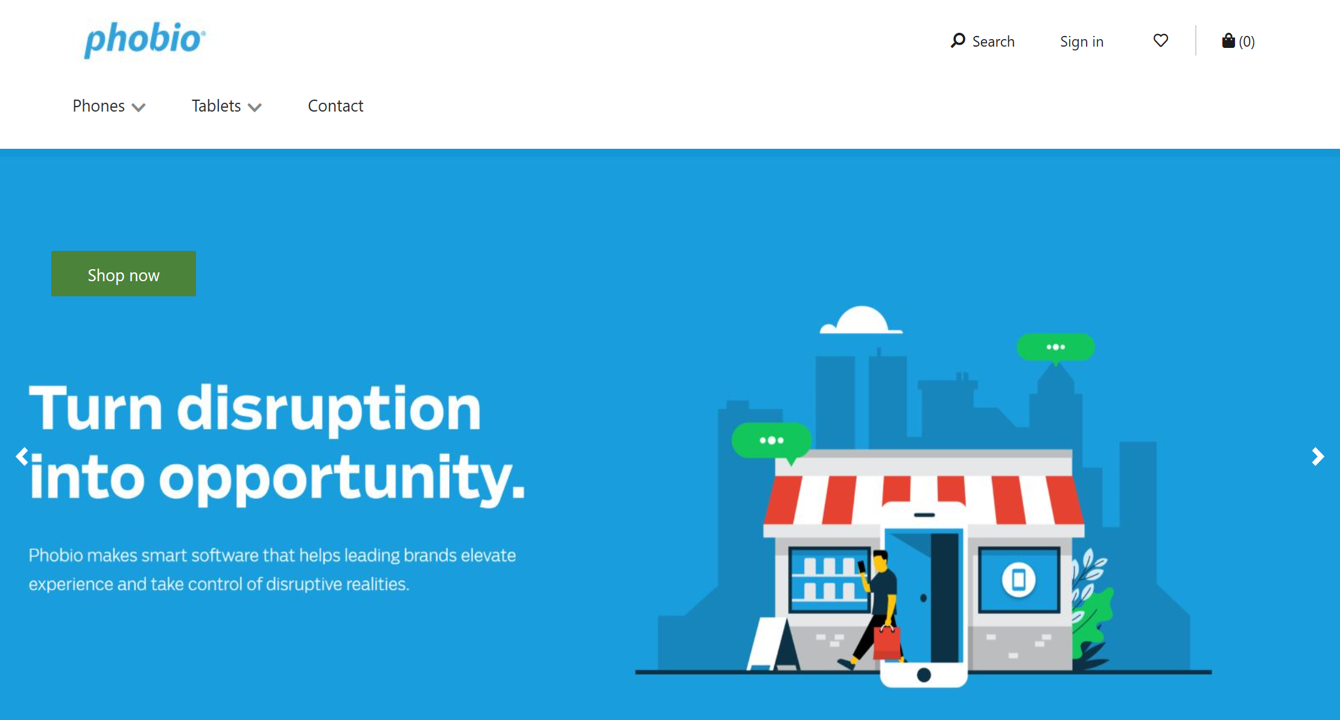 phobio®
Search
Sign in
(0)
Phones
Tablets
Contact
Shop now
Turn disruption
into opportunity.
Phobio makes smart software that helps leading brands elevate
experience and take control of disruptive realities.